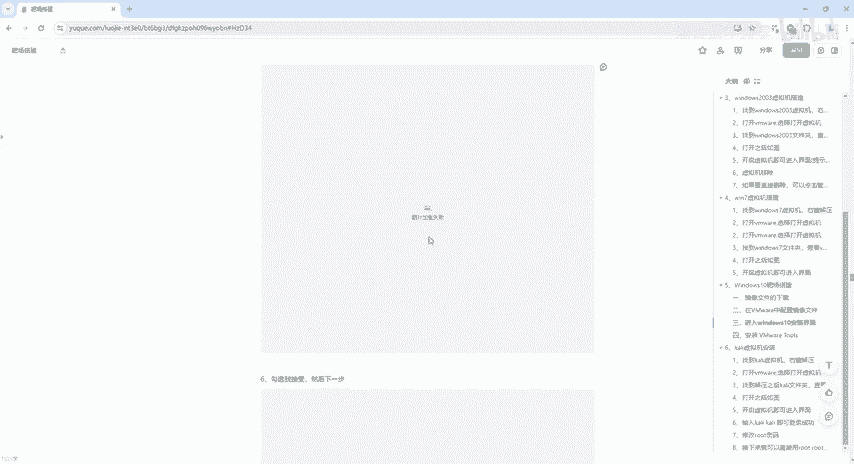 靶场搭建
yuque.com/luojie-nt3e0/
靶场搭建
分享
大纲
3、windows2003虚拟机搭建
1、找到windows2003虚拟机，右...
2、打开vmware,选择打开虚拟机
3、找到windows2003文件夹，
4、打开之后如图
5、开启虚拟机即可进入界面
6、虚拟机移除
7、如果要直接删除，可以
4、win7虚拟机搭建
1、找到windows7虚拟机，右键解压
2、打开vmware,选择打开虚拟机
2、打开vmware,选择打开虚拟机
3、找到windows7文件夹，
4、打开之后如图
5、开启虚拟机即可进入界面
5、Windows10靶场搭建
一、镜像文件的下载
二、在VMware中配置镜像文件
三、进入windows10安装界面
四、安装 VMware Tools
图片加载失败
6、勾选我接受，然后下一步
6、kali虚拟机安装
1、找到kali虚拟机，右键解压
2、打开vmware,选择打开虚拟机
3、找到解压之后kali文件夹，
4、打开之后如图
5、开启虚拟机即可进入界面
6、输入kali kali 即可登录成功
7、修改root密码
8、接下来就可以直接用root root...